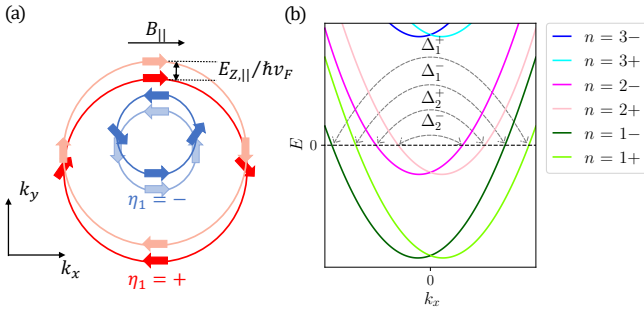 (a)
B_{||}
E_{Z,||}/ħv_F
η_1 = −
η_1 = +
k_y
k_x
(b)
E
0
Δ_1^+
Δ_1^-
Δ_2^+
Δ_2^-
0
k_x
n = 3−
n = 3+
n = 2−
n = 2+
n = 1−
n = 1+